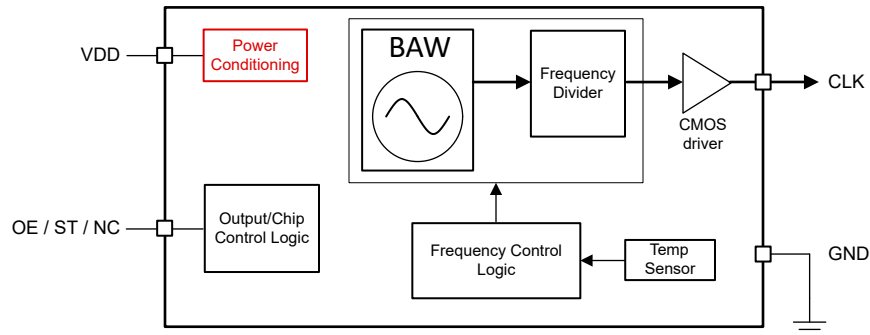 VDD
Power
Conditioning
BAW
Frequency
Divider
CMOS
driver
CLK
OE / ST / NC
Output/Chip
Control Logic
Frequency Control
Logic
Temp
Sensor
GND